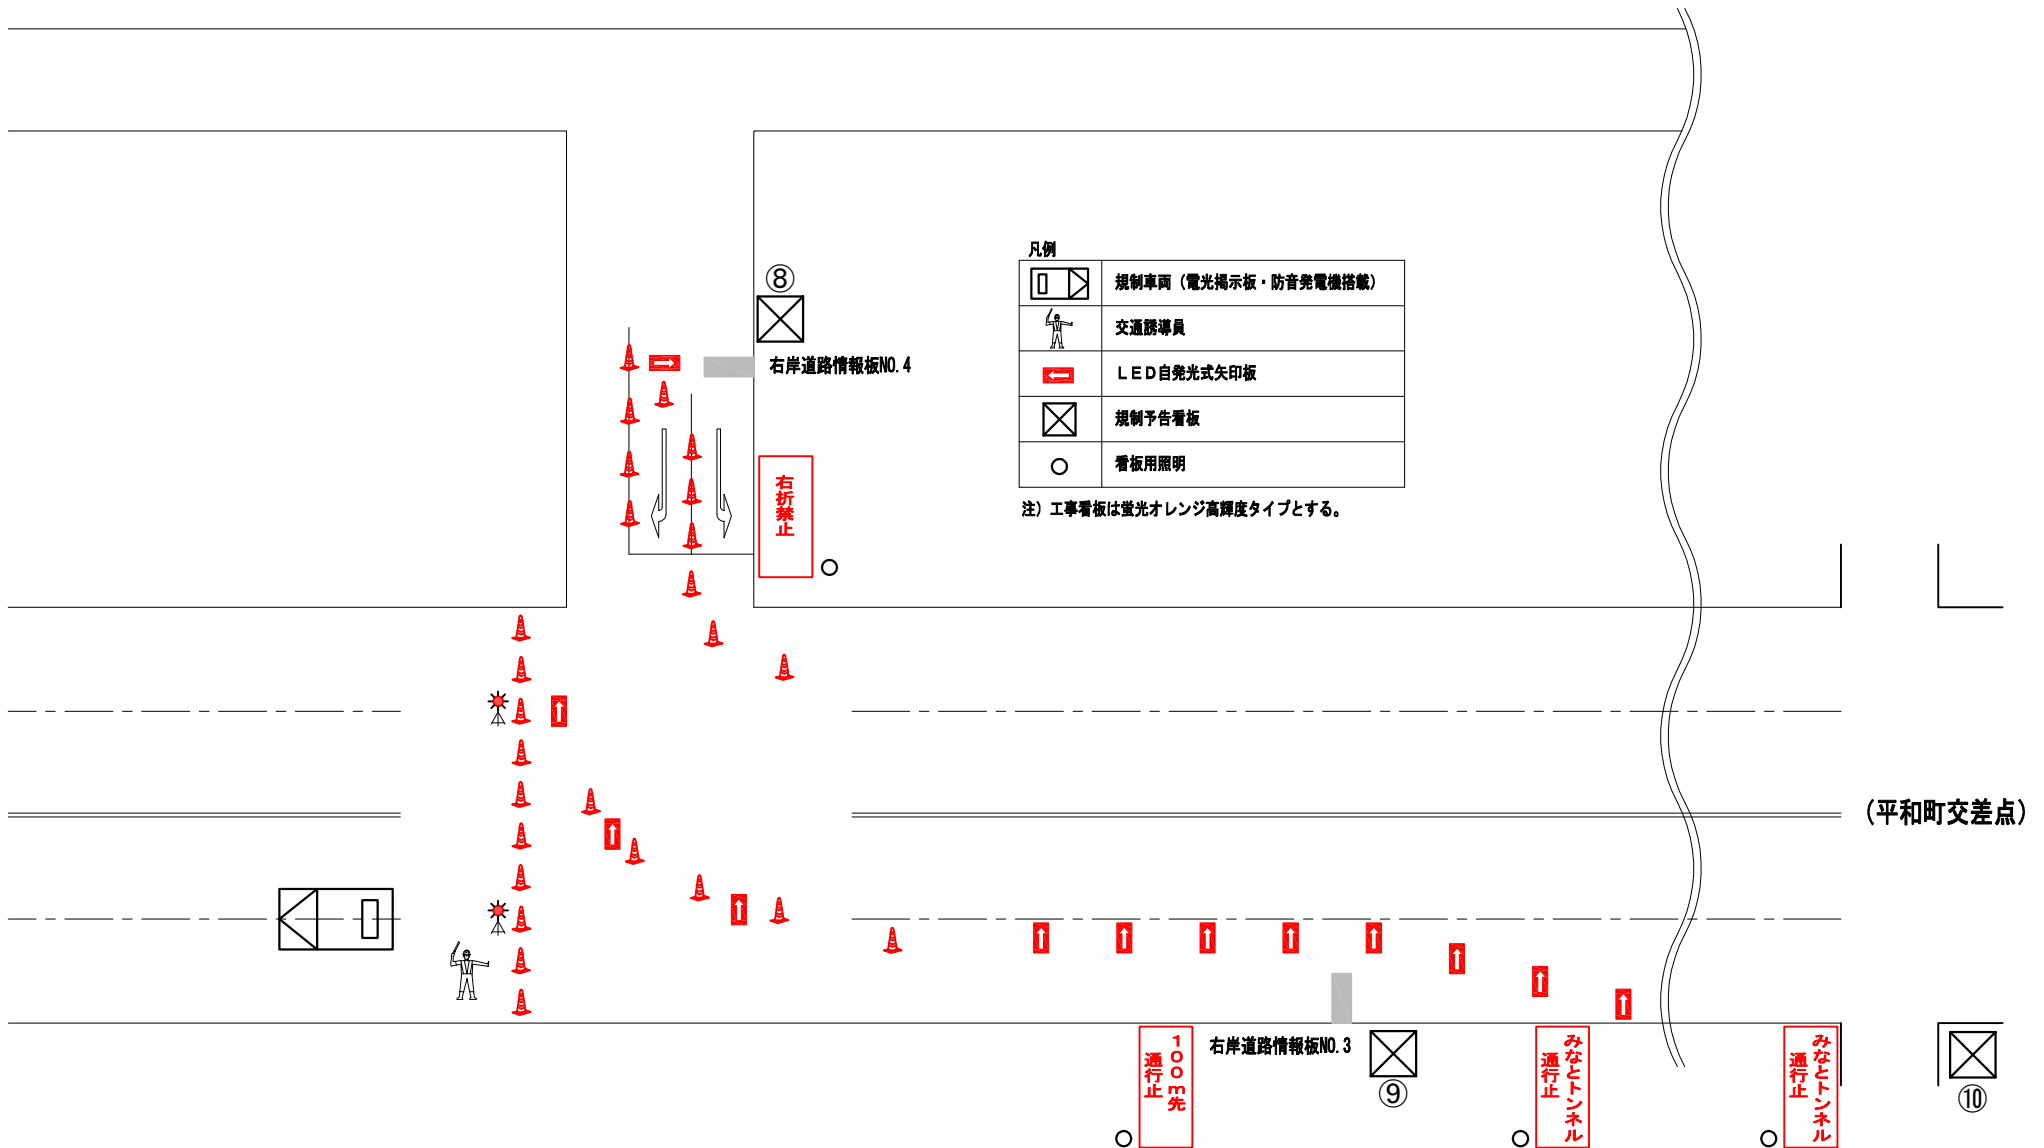 ⑧
右岸道路情報板NO.4
右折禁止
凡例
規制車両（電光掲示板・防音発電機搭載）
交通誘導員
ＬＥＤ自発光式矢印板
規制予告看板
看板用照明
注）工事看板は蛍光オレンジ高輝度タイプとする。
（平和町交差点）
100m先
通行止
右岸道路情報板NO.3
⑨
みなとトンネル
通行止
みなとトンネル
通行止
⑩